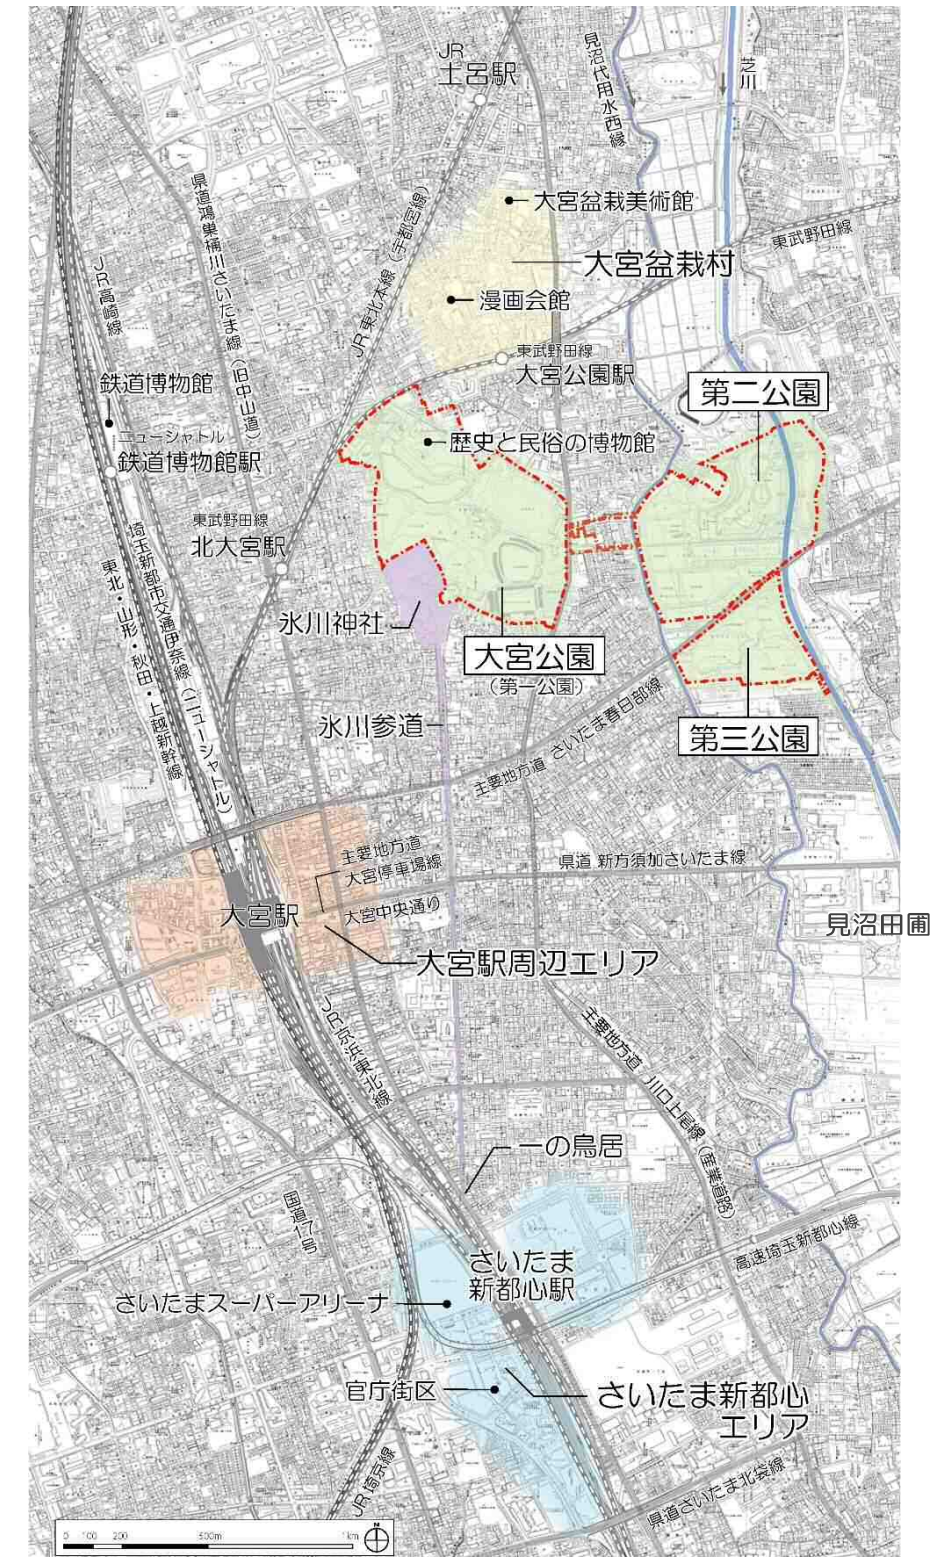 JR
土呂駅
見沼代用水西縁
芝川
大宮盆栽美術館
県道鴻巣桶川さいたま線(旧中山道)
JR東北本線(宇都宮線)
東武野田線
大宮盆栽村
JR高崎線
漫画会館
東武野田線
大宮公園駅
鉄道博物館
第二公園
ニューシャトル
鉄道博物館駅
歴史と民俗の博物館
東武野田線
北大宮駅
埼玉新都市交通伊奈線(ニューシャトル)
東北・山形・秋田・上越新幹線
氷川神社
大宮公園
(第一公園)
氷川参道
第三公園
主要地方道 さいたま春日部線
主要地方道
大宮停車場線
県道 新方須加さいたま線
大宮駅
大宮中央通り
見沼田圃
大宮駅周辺エリア
JR京浜東北線
主要地方道 川口上尾線(産業道路)
一の鳥居
国道17号
高速埼玉新都心線
さいたま
新都心駅
さいたまスーパーアリーナ
官庁街区
さいたま新都心
エリア
JR埼京線
県道さいたま北袋線
0 100 200 500m 1km
N